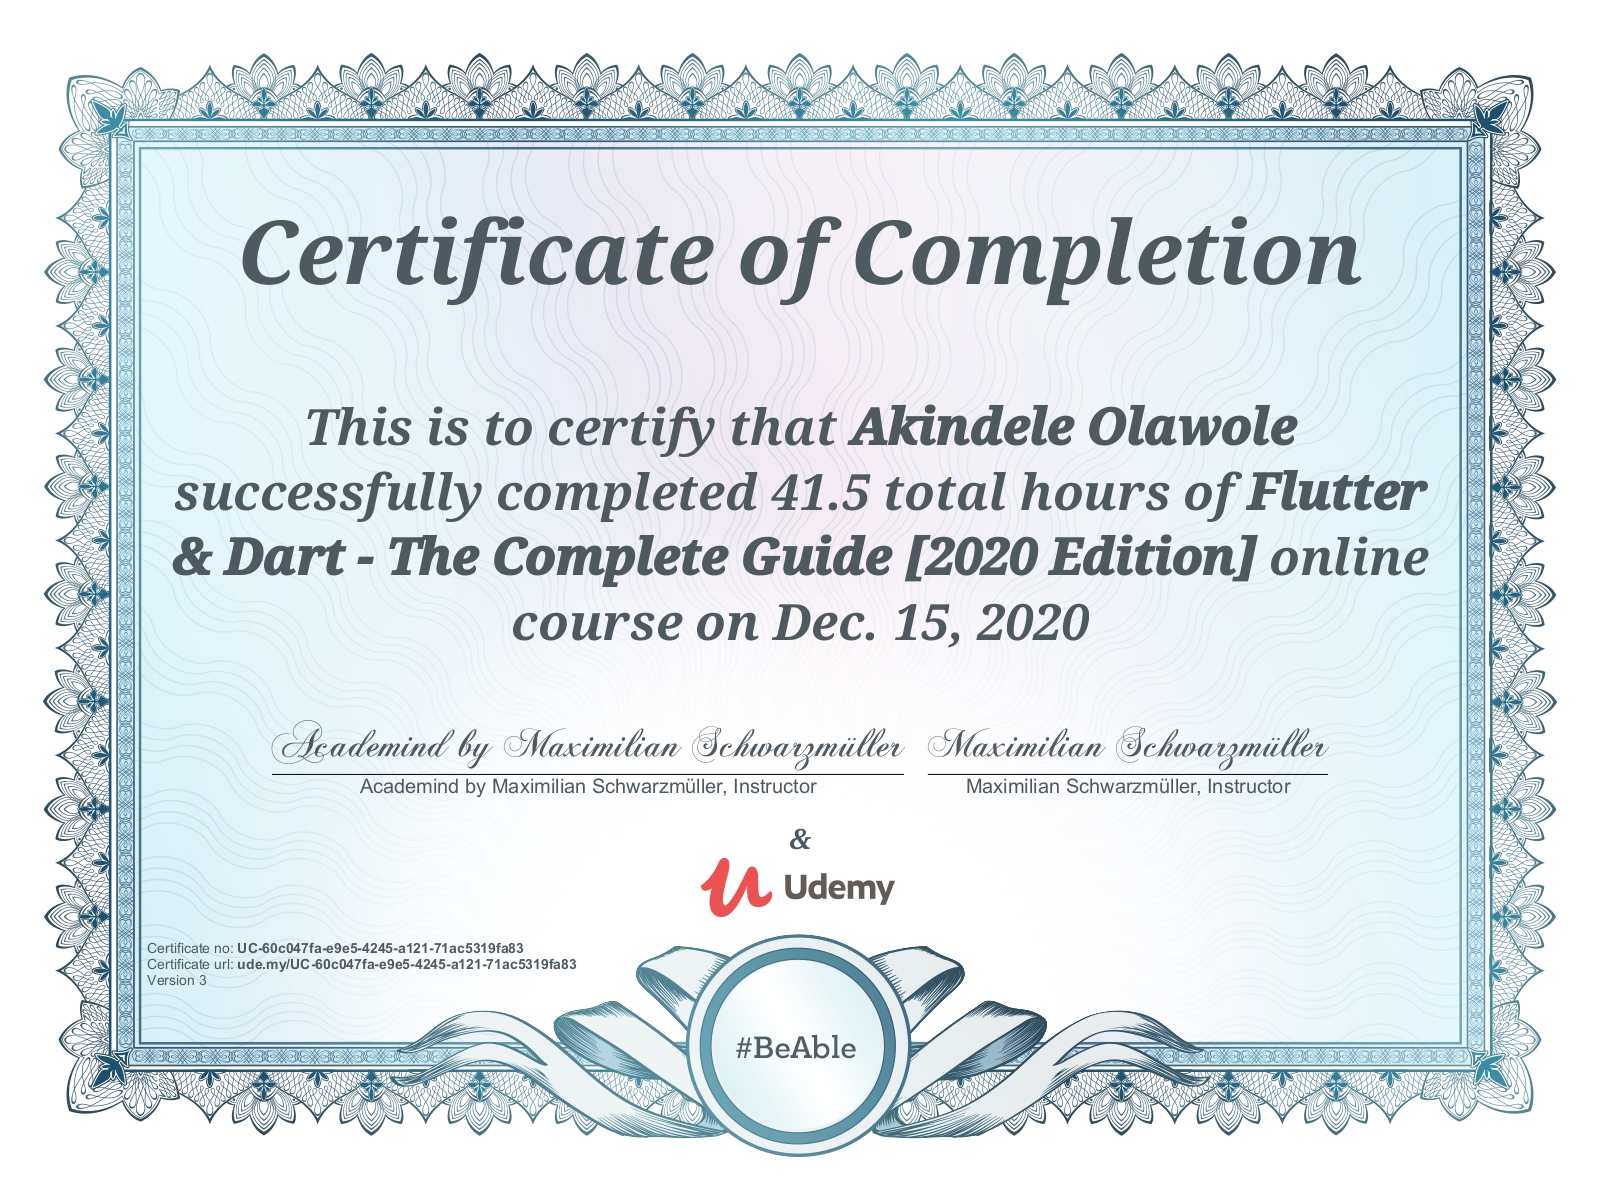 Certificate of Completion
This is to certify that Akindele Olawole
successfully completed 41.5 total hours of Flutter
& Dart - The Complete Guide [2020 Edition] online
course on Dec. 15, 2020
Academind by Maximilian Schwarzmüller Maximilian Schwarzmüller
Academind by Maximilian Schwarzmüller, Instructor Maximilian Schwarzmüller, Instructor
&
Udemy
Certificate no: UC-60c047fa-e9e5-4245-a121-71ac5319fa83
Certificate url: ude.my/UC-60c047fa-e9e5-4245-a121-71ac5319fa83
Version 3
#BeAble